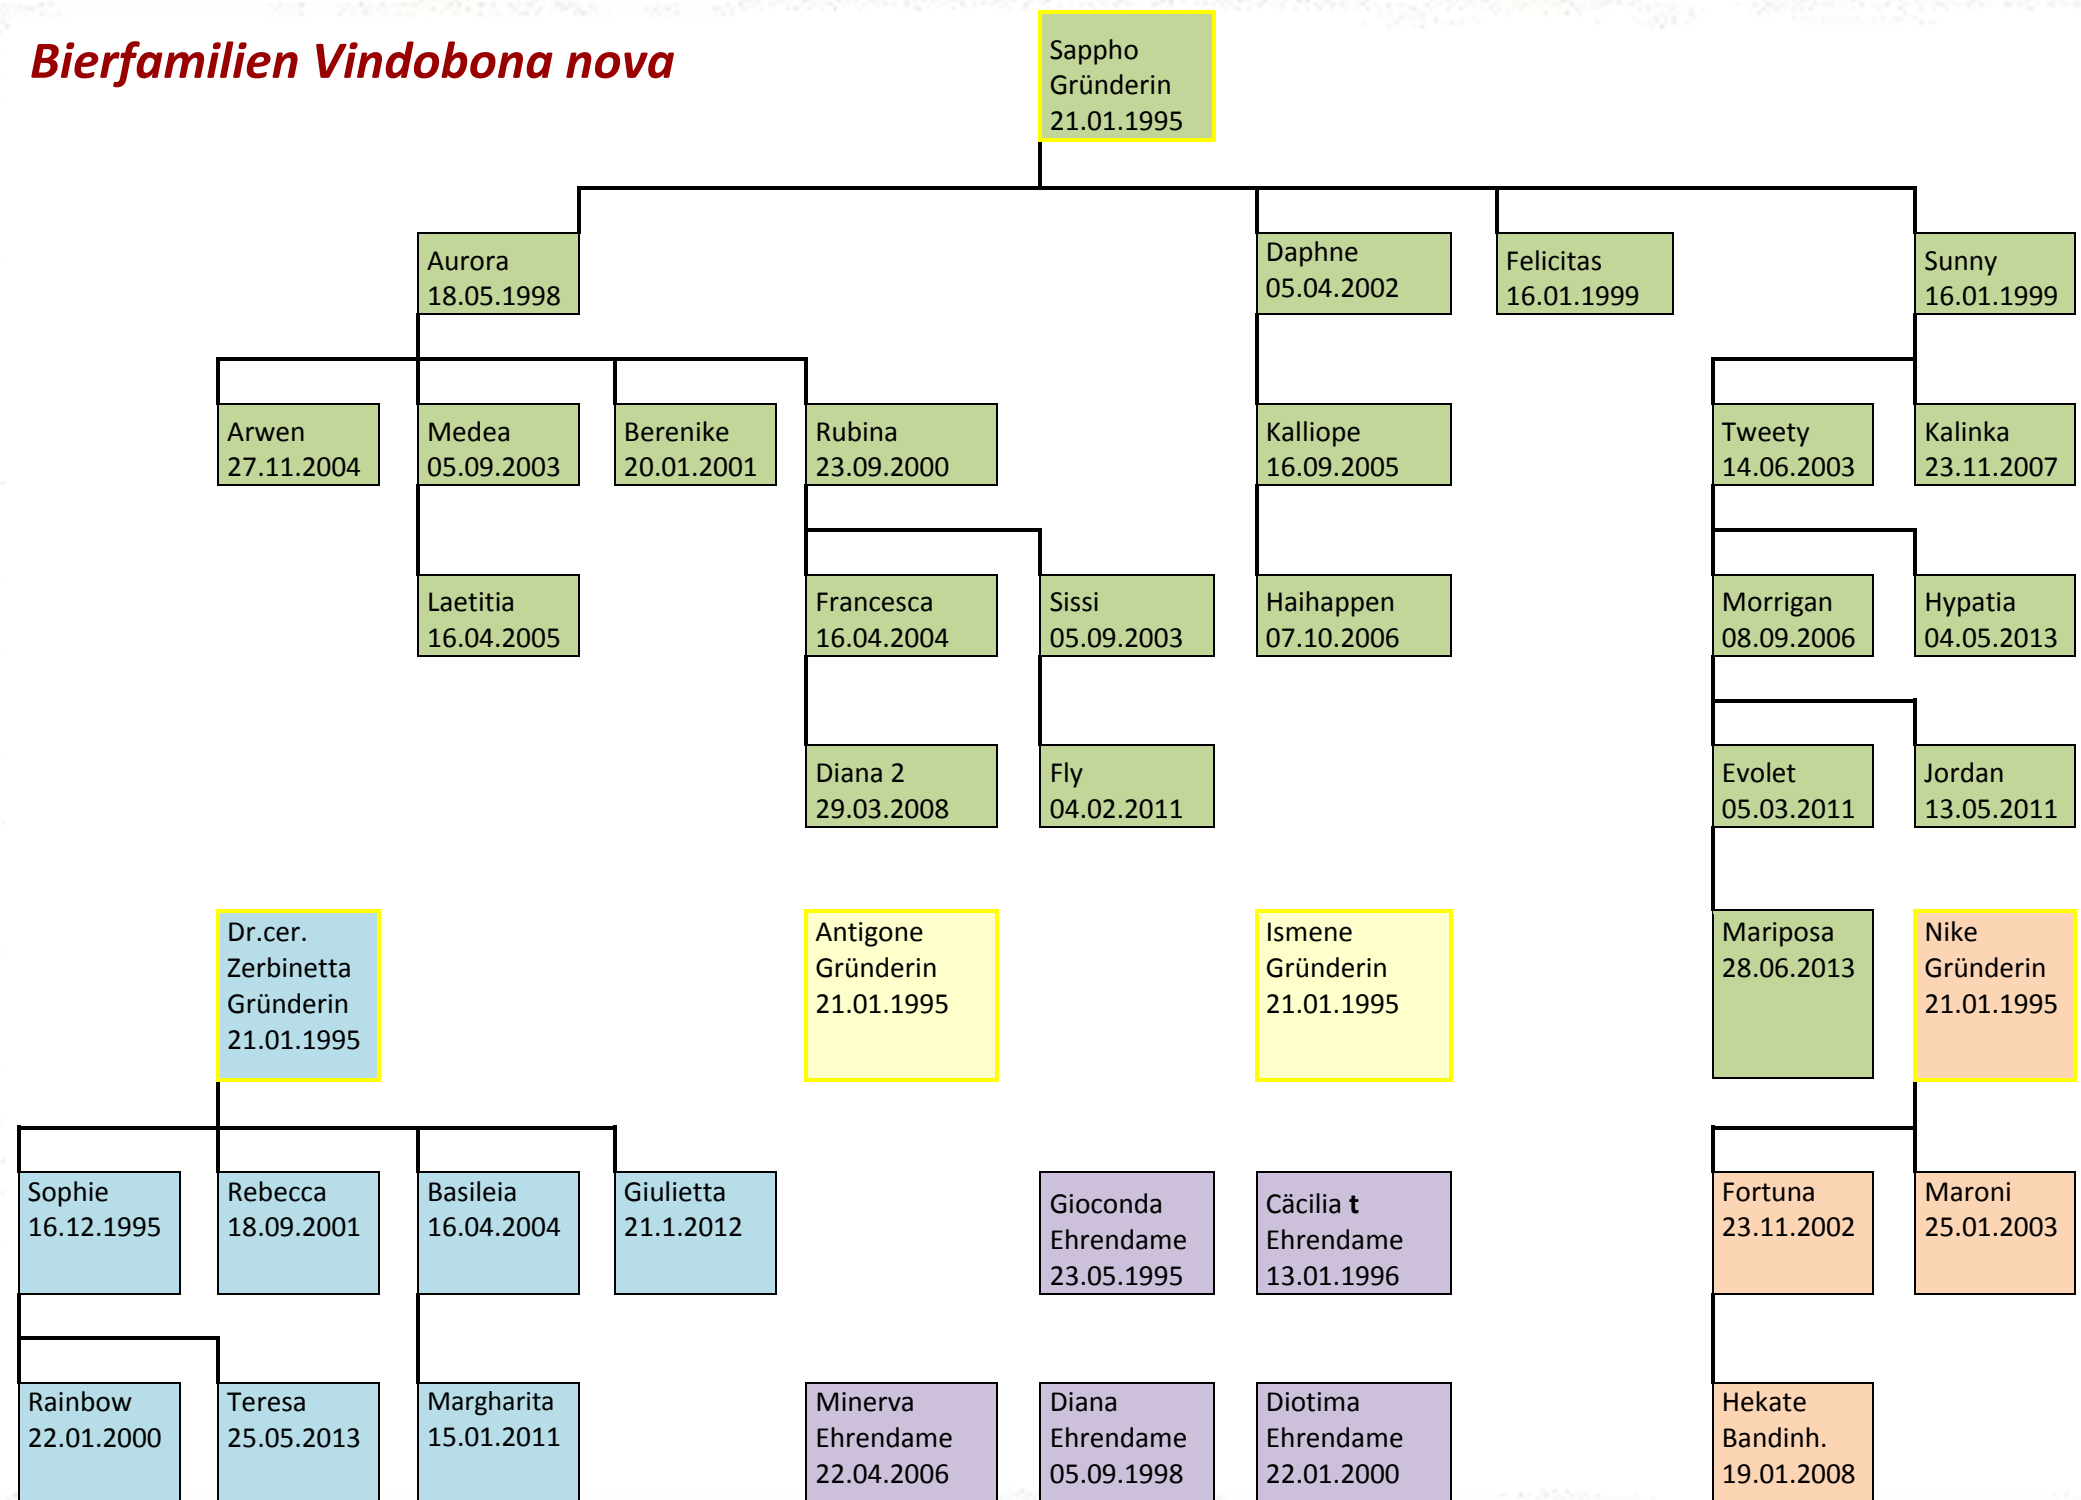 Bierfamilien Vindobona nova
Sappho
Gründerin
21.01.1995
Aurora
18.05.1998
Daphne
05.04.2002
Felicitas
16.01.1999
Sunny
16.01.1999
Arwen
27.11.2004
Medea
05.09.2003
Berenike
20.01.2001
Rubina
23.09.2000
Kalliope
16.09.2005
Tweety
14.06.2003
Kalinka
23.11.2007
Laetitia
16.04.2005
Francesca
16.04.2004
Sissi
05.09.2003
Haihappen
07.10.2006
Morrigan
08.09.2006
Hypatia
04.05.2013
Diana 2
29.03.2008
Fly
04.02.2011
Evolet
05.03.2011
Jordan
13.05.2011
Dr.cer.
Zerbinetta
Gründerin
21.01.1995
Antigone
Gründerin
21.01.1995
Ismene
Gründerin
21.01.1995
Mariposa
28.06.2013
Nike
Gründerin
21.01.1995
Sophie
16.12.1995
Rebecca
18.09.2001
Basileia
16.04.2004
Giulietta
21.1.2012
Gioconda
Ehrendame
23.05.1995
Cäcilia t
Ehrendame
13.01.1996
Fortuna
23.11.2002
Maroni
25.01.2003
Rainbow
22.01.2000
Teresa
25.05.2013
Margharita
15.01.2011
Minerva
Ehrendame
22.04.2006
Diana
Ehrendame
05.09.1998
Diotima
Ehrendame
22.01.2000
Hekate
Bandinh.
19.01.2008